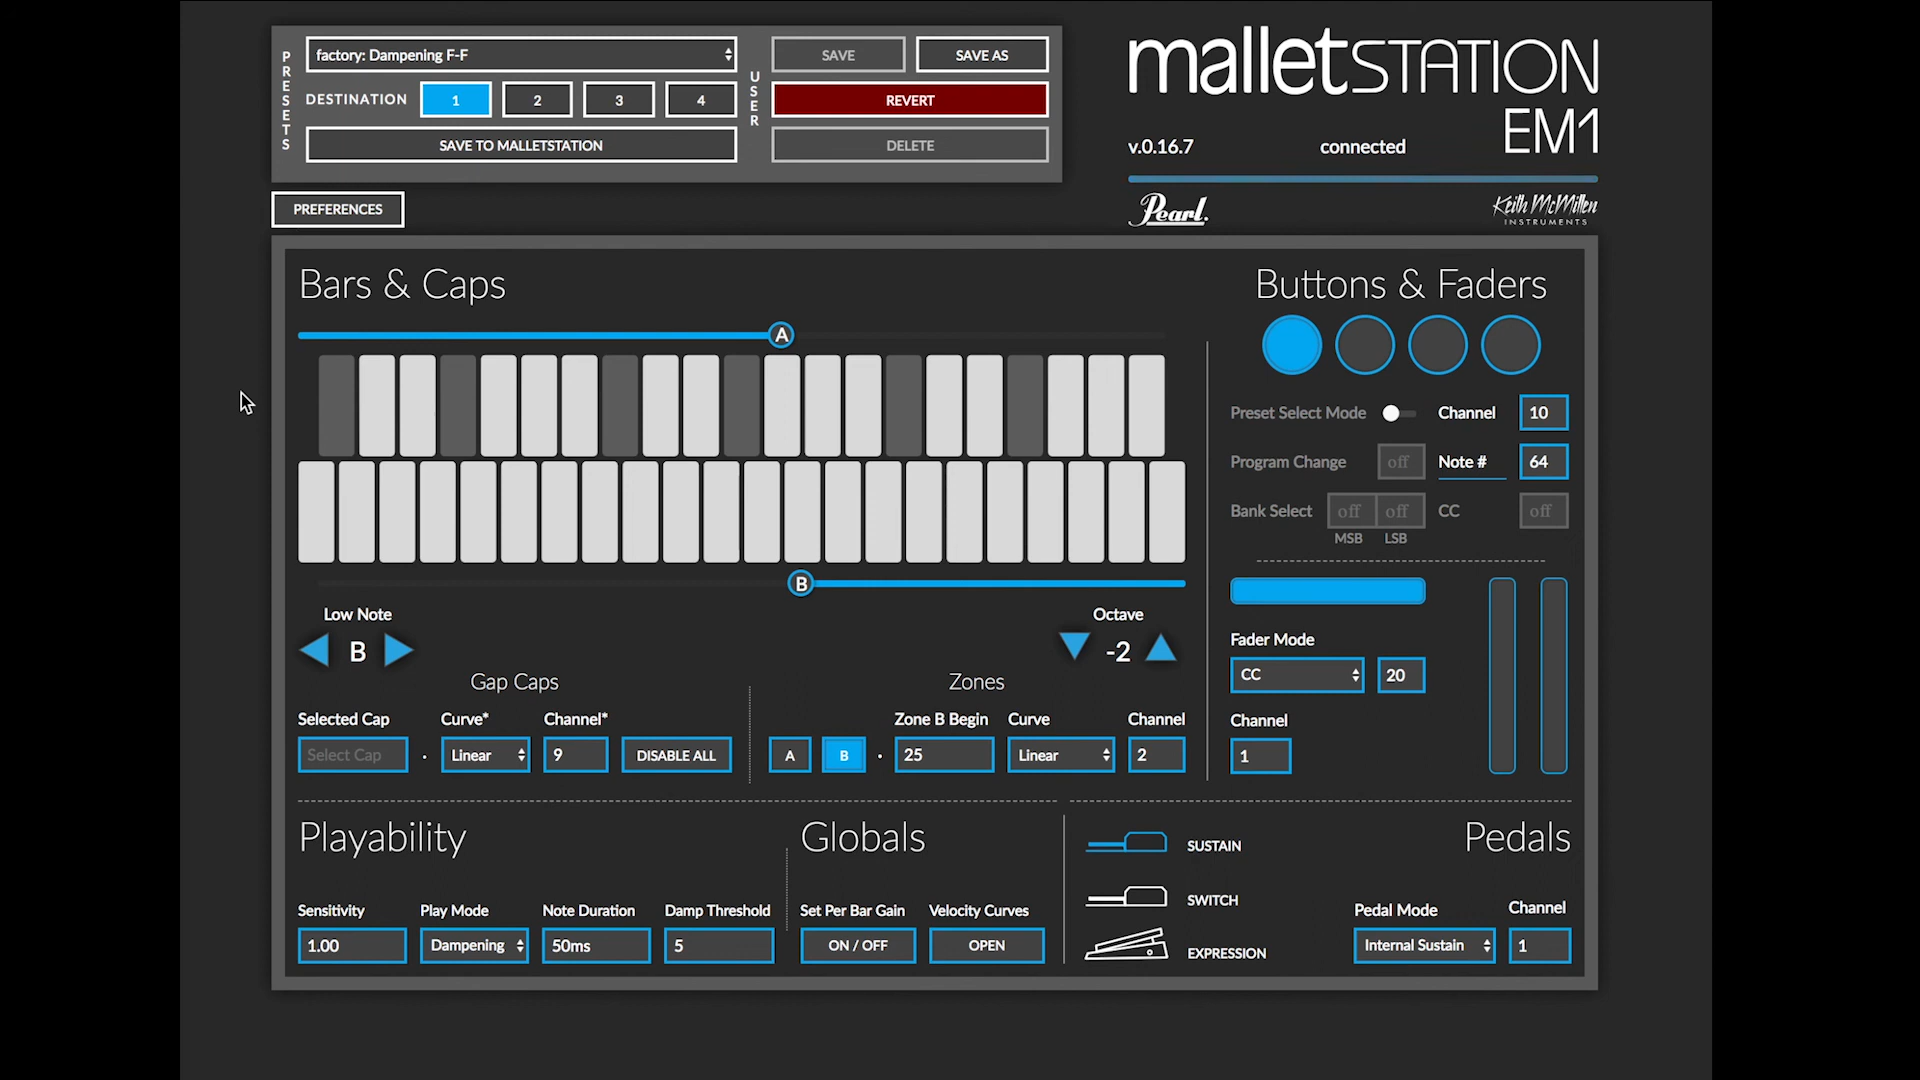 PRESETS
factory: Dampening F-F
DESTINATION 1 2 3 4
SAVE TO MALLETSTATION
USER
SAVE SAVE AS
REVERT
DELETE
malletSTATION
EM1
v.0.16.7 connected
Pearl. Keith McMillen
INSTRUMENTS
PREFERENCES
Bars & Caps
A
B
Low Note
B
Octave
-2
Gap Caps
Selected Cap Curve* Channel*
Select Cap Linear 9 DISABLE ALL
Zones
Zone B Begin Curve Channel
A B 25 Linear 2
Buttons & Faders
Preset Select Mode Channel 10
Program Change off Note # 64
Bank Select off off CC off
MSB LSB
Fader Mode
CC 20
Channel
1
Playability
Sensitivity Play Mode Note Duration Damp Threshold
1.00 Dampening 50ms 5
Globals
Set Per Bar Gain Velocity Curves
ON / OFF OPEN
Pedals
SUSTAIN
SWITCH
EXPRESSION
Pedal Mode Channel
Internal Sustain 1